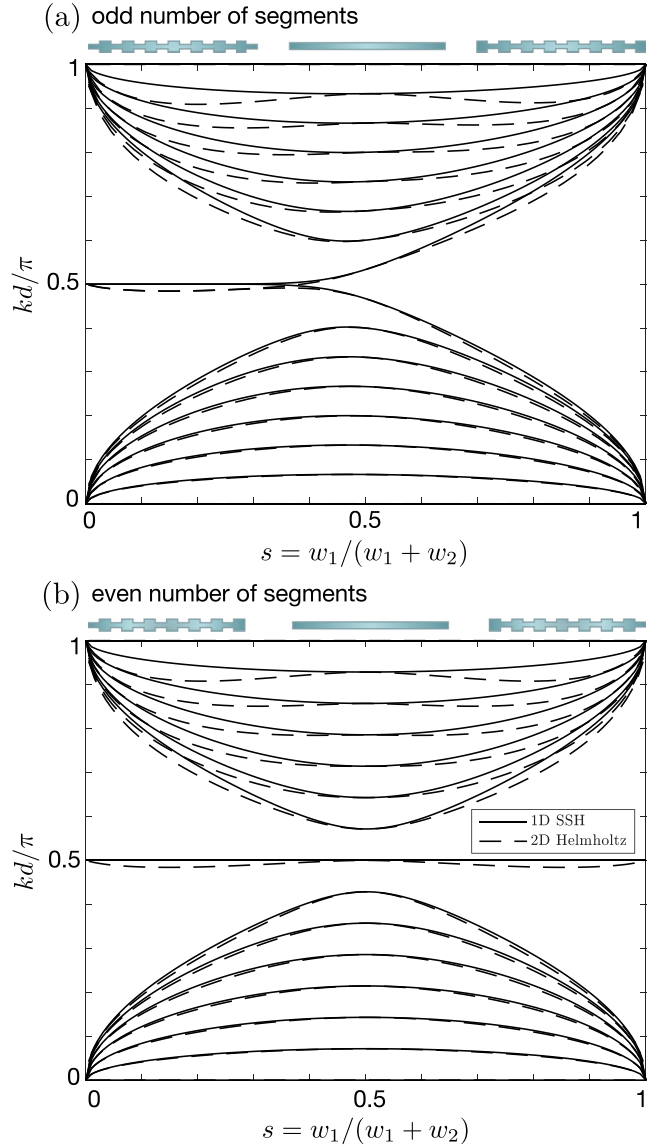 (a) odd number of segments
1
0.5
kd/π
0
0 0.5 1
s = w₁/(w₁ + w₂)
(b) even number of segments
1
1D SSH
2D Helmholtz
0.5
kd/π
0
0 0.5 1
s = w₁/(w₁ + w₂)